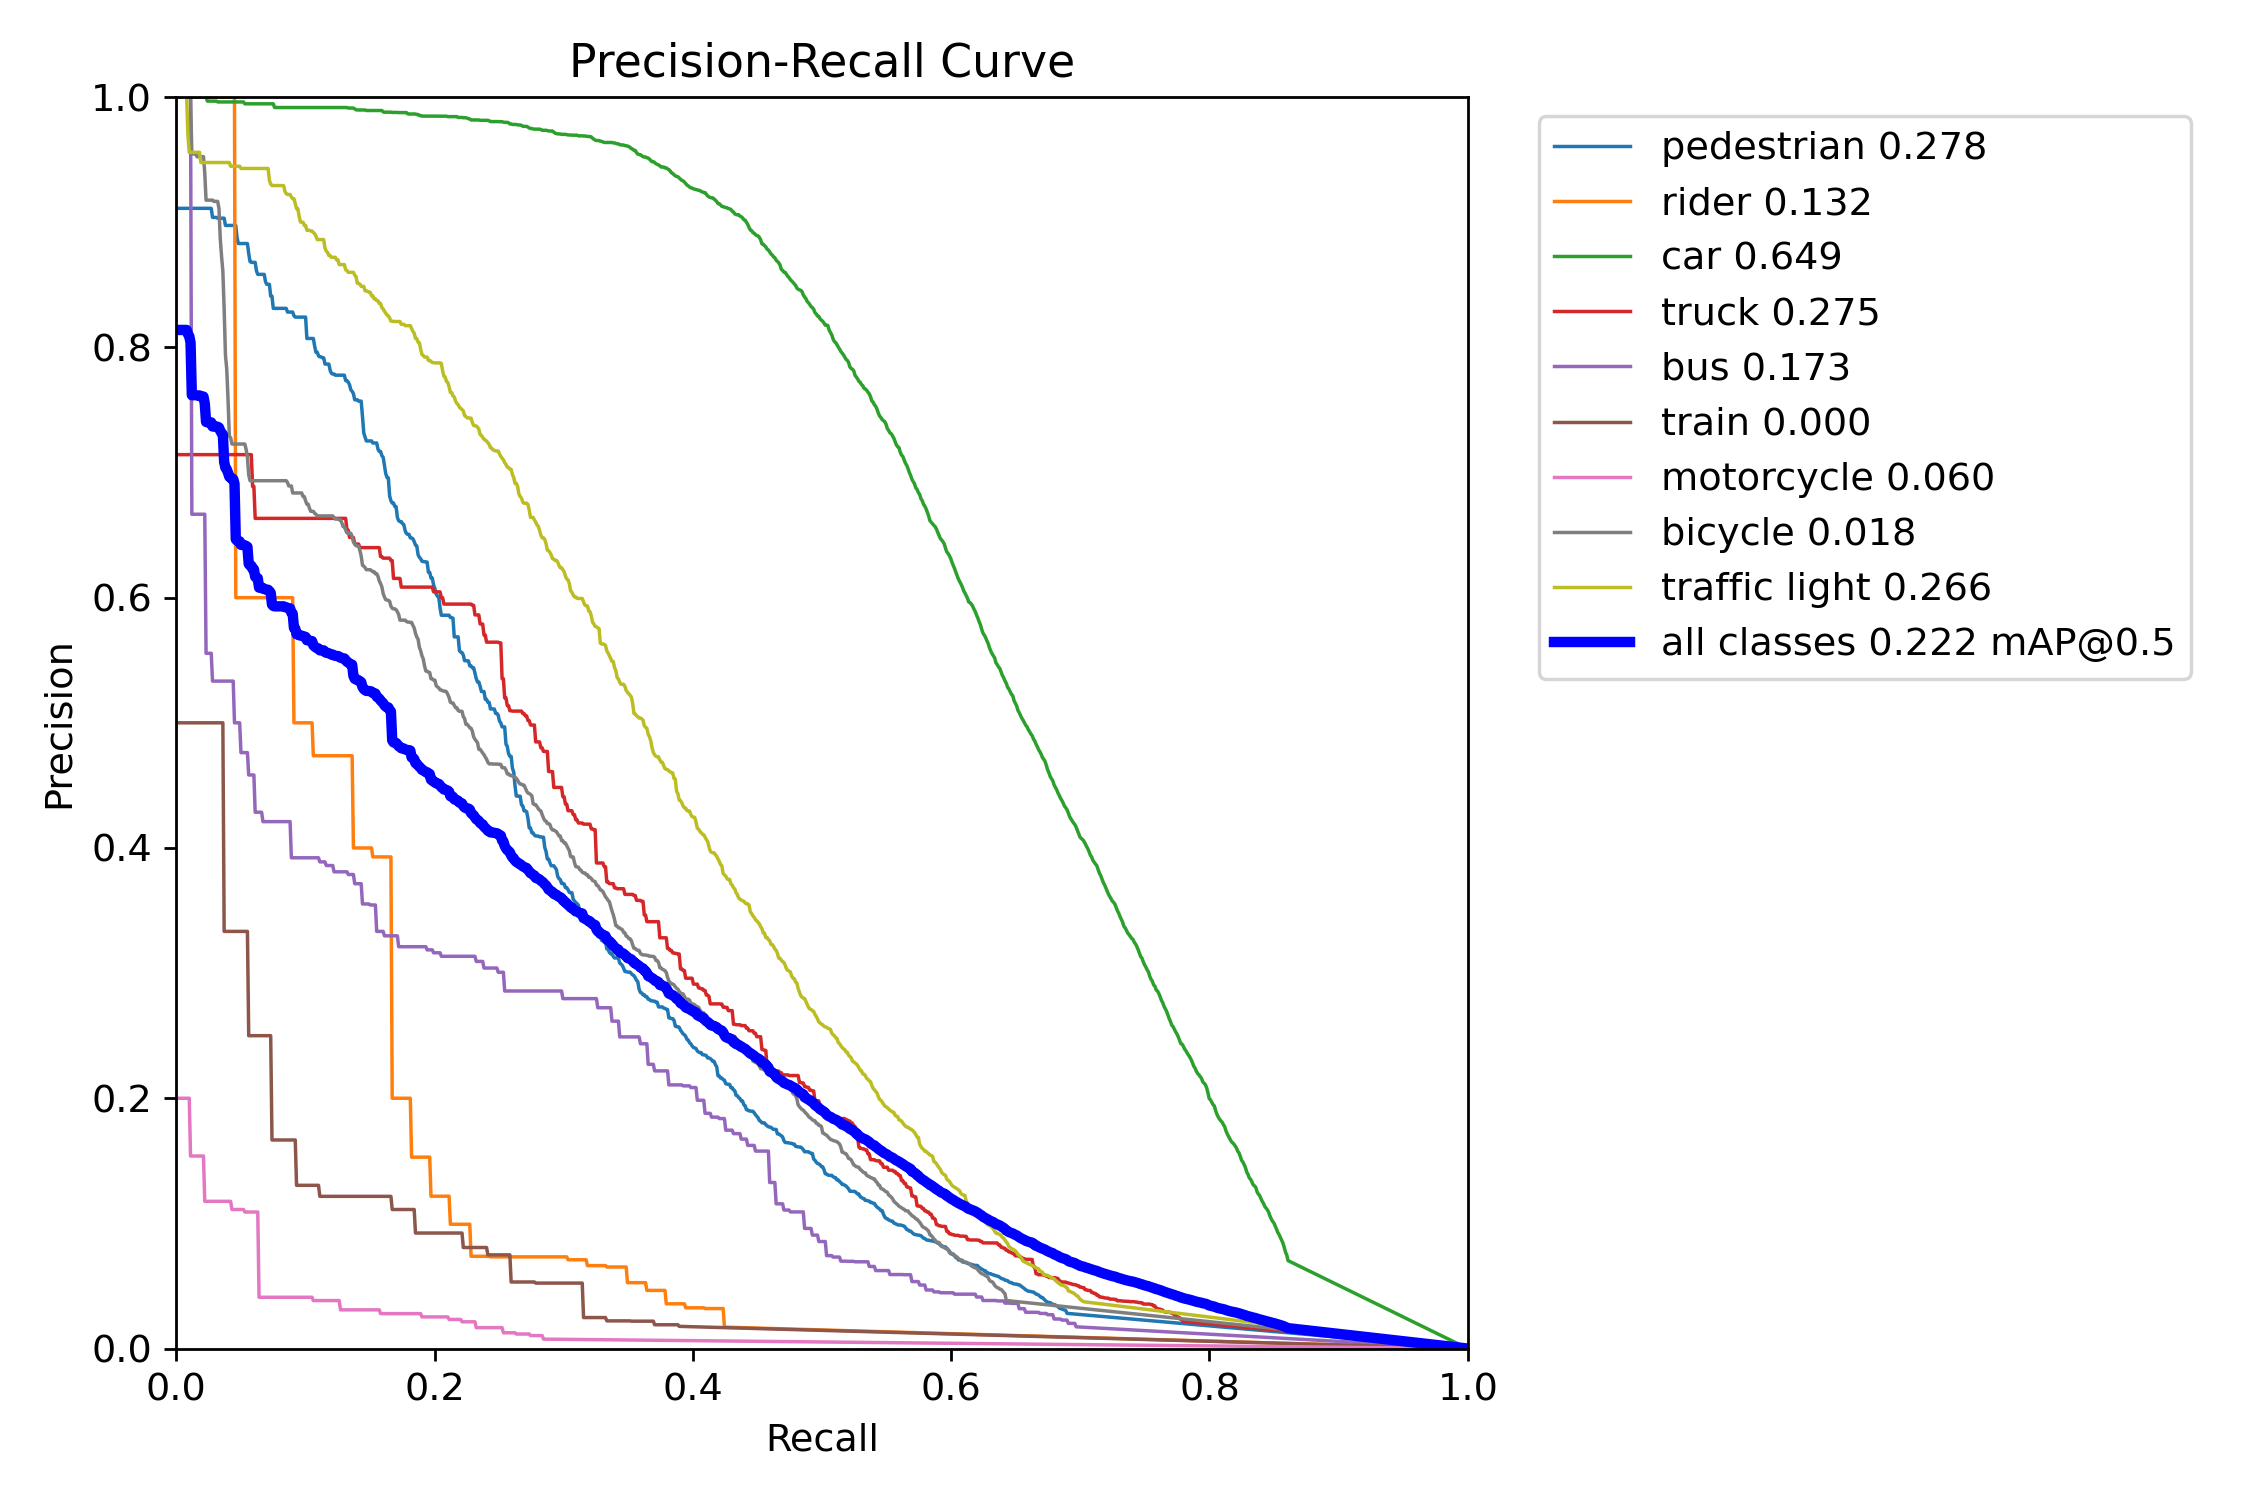 Precision-Recall Curve
1.0
0.8
0.6
0.4
0.2
0.0
Precision
0.0 0.2 0.4 0.6 0.8 1.0
Recall
pedestrian 0.278
rider 0.132
car 0.649
truck 0.275
bus 0.173
train 0.000
motorcycle 0.060
bicycle 0.018
traffic light 0.266
all classes 0.222 mAP@0.5